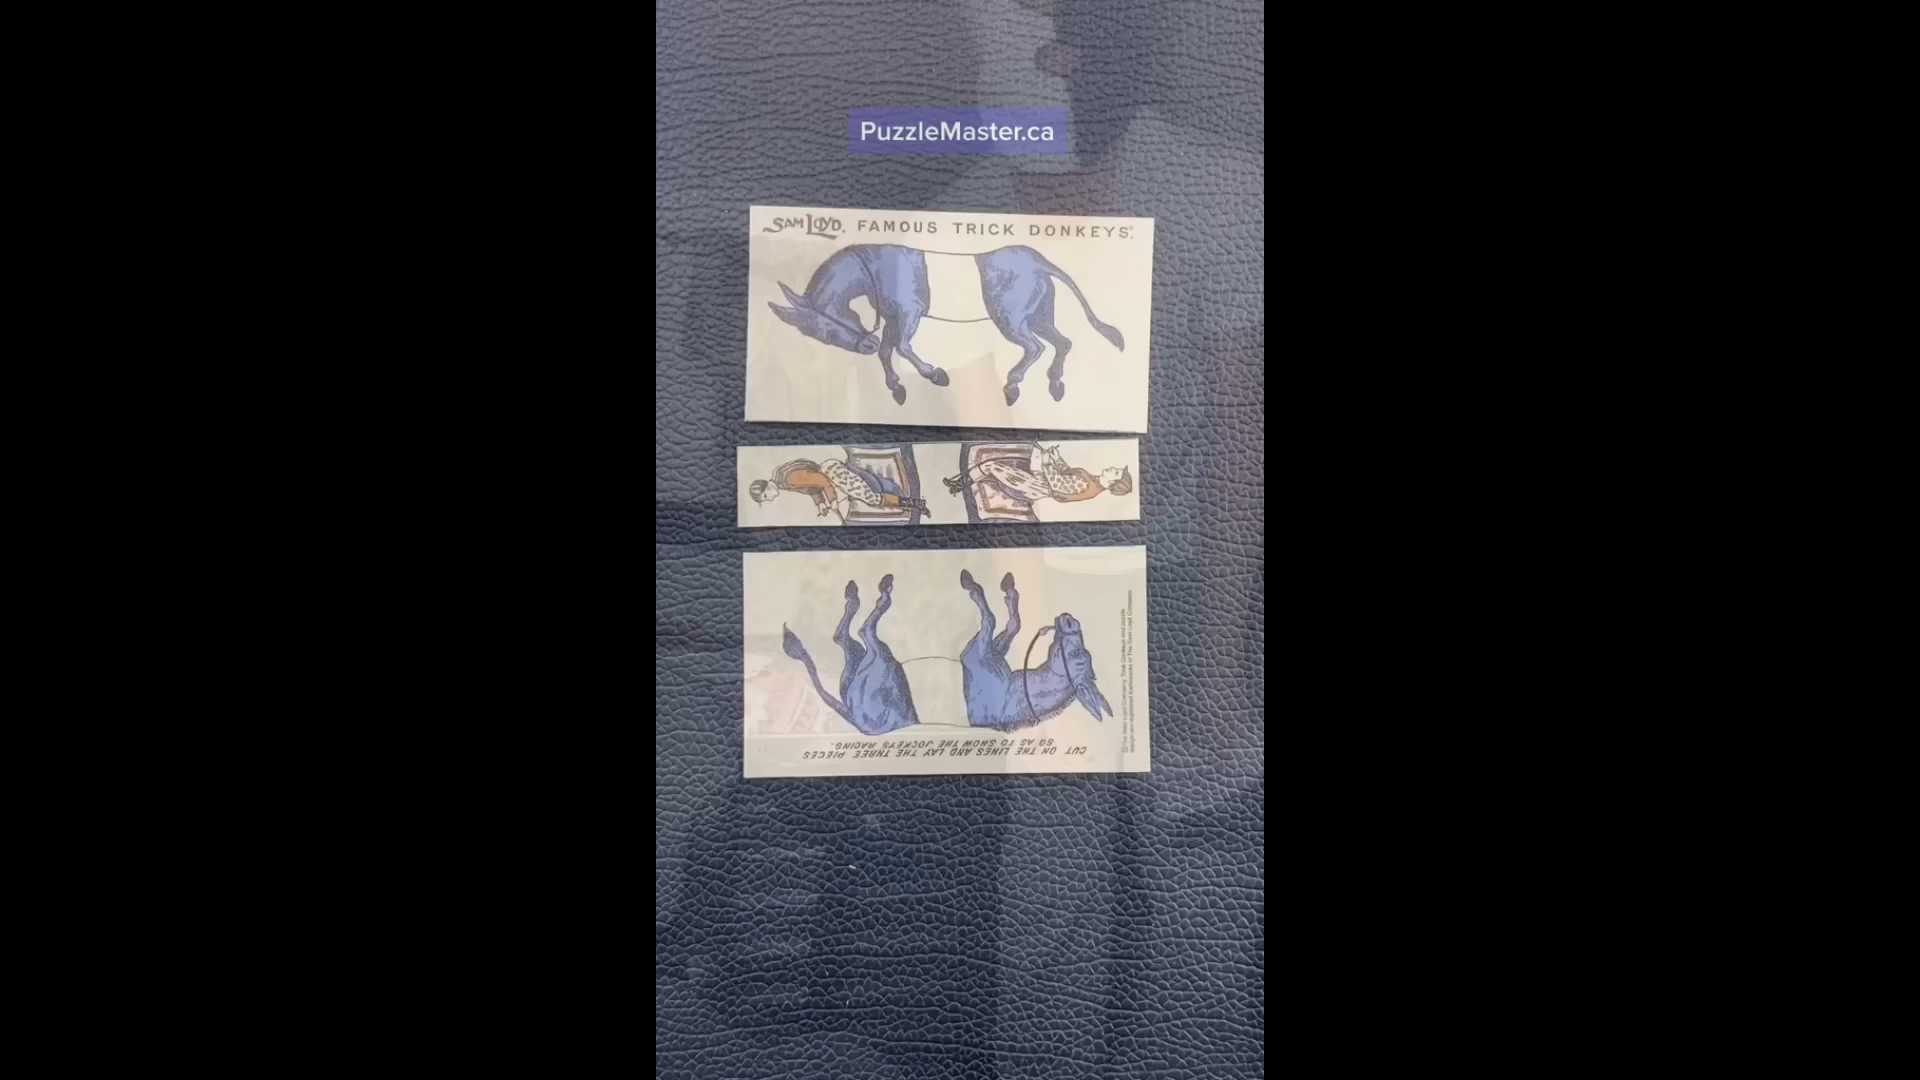 PuzzleMaster.ca
SAM LOYD. FAMOUS TRICK DONKEYS.
CUT ON THE LINES AND LAY THE THREE PIECES
SO AS TO SHOW THE JOCKEYS RACING.